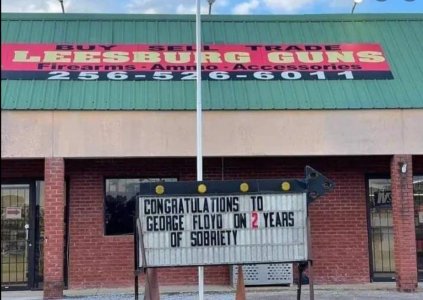 BUY SELL TRADE
LEESBURG GUNS
Firearms · Ammo · Accessories
256-526-6011
CONGRATULATIONS TO
GEORGE FLOYD ON 2 YEARS
OF SOBRIETY